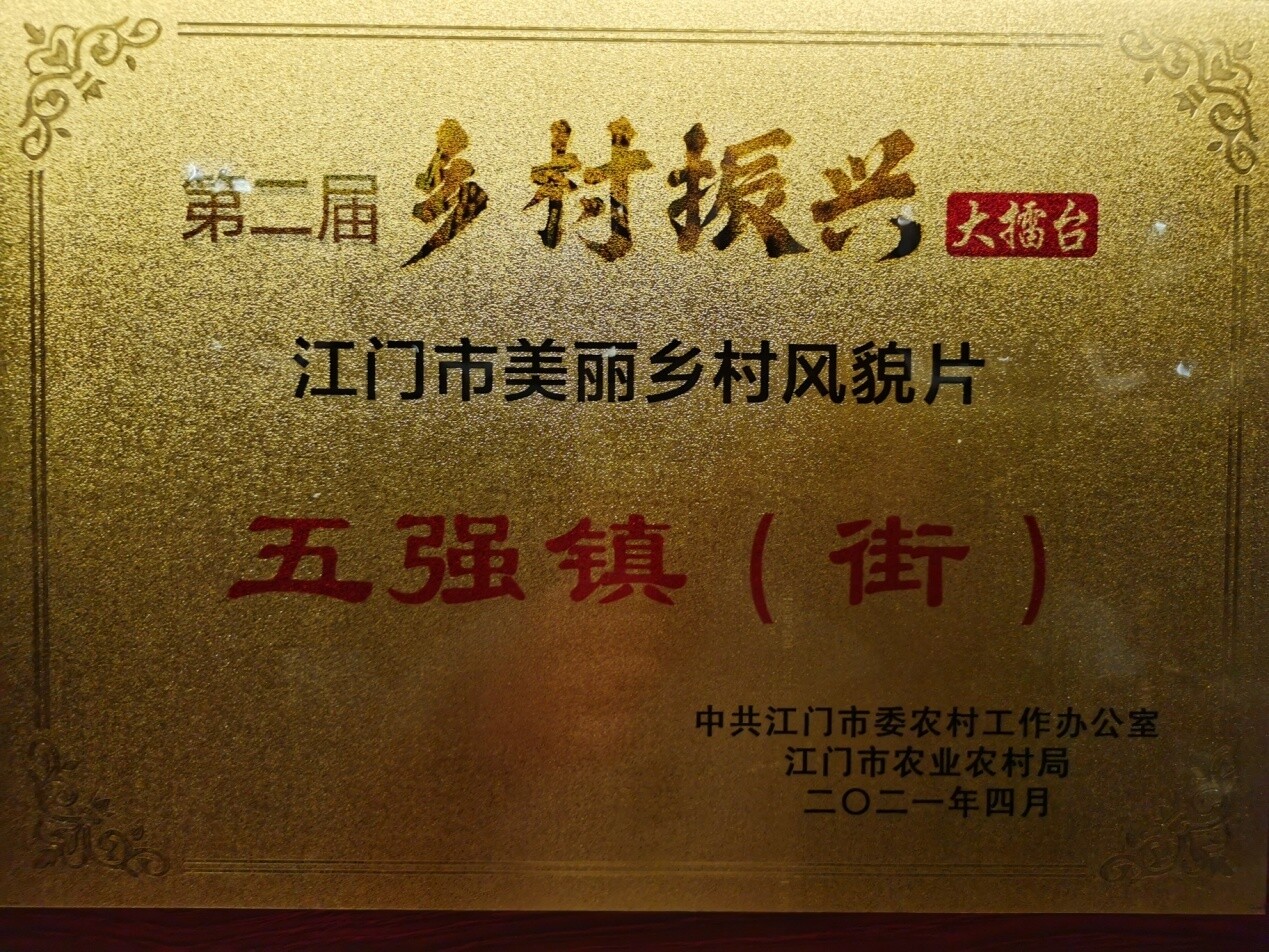 第二届 乡村振兴 大擂台
江门市美丽乡村风貌片
五强镇（街）
中共江门市委农村工作办公室
江门市农业农村局
二〇二一年四月